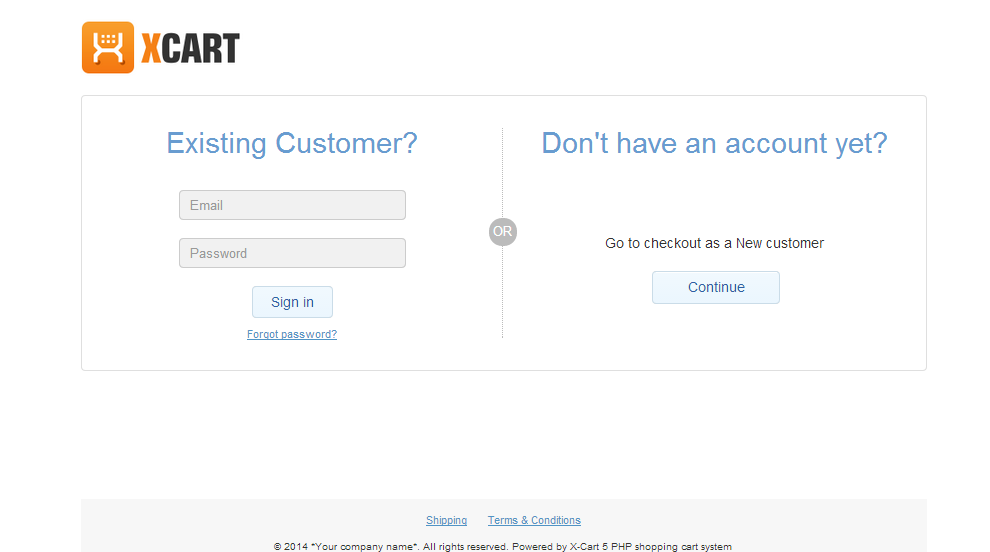 XCART
Existing Customer?
Email
Password
Sign in
Forgot password?
OR
Don't have an account yet?
Go to checkout as a New customer
Continue
Shipping Terms & Conditions
© 2014 *Your company name*. All rights reserved. Powered by X-Cart 5 PHP shopping cart system